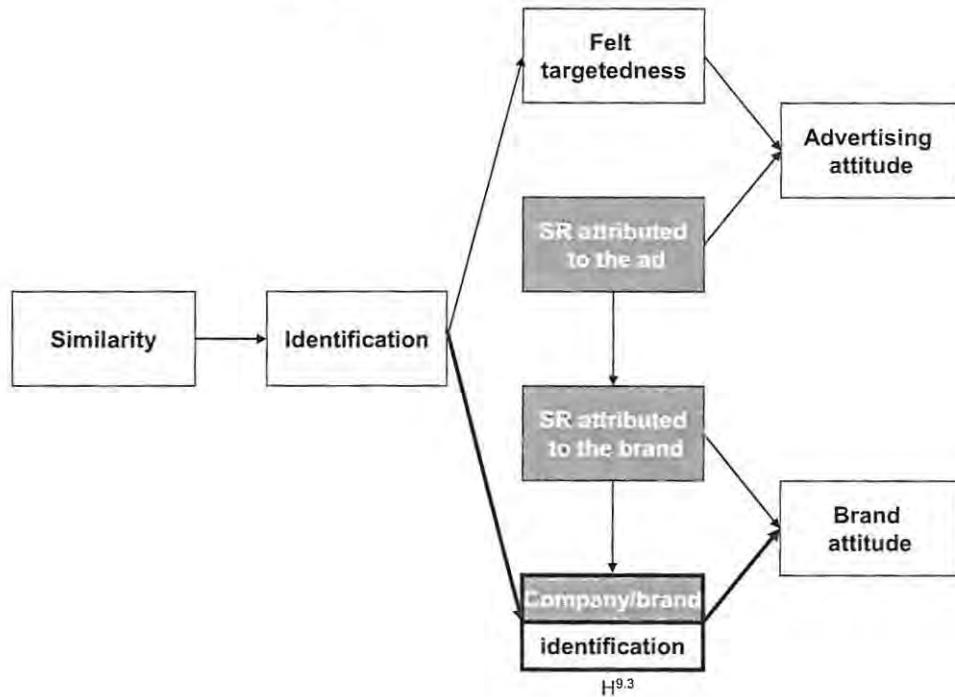 Felt
targetedness
Advertising
attitude
SR attributed
to the ad
Similarity
Identification
SR attributed
to the brand
Brand
attitude
Company/brand
identification
H9.3